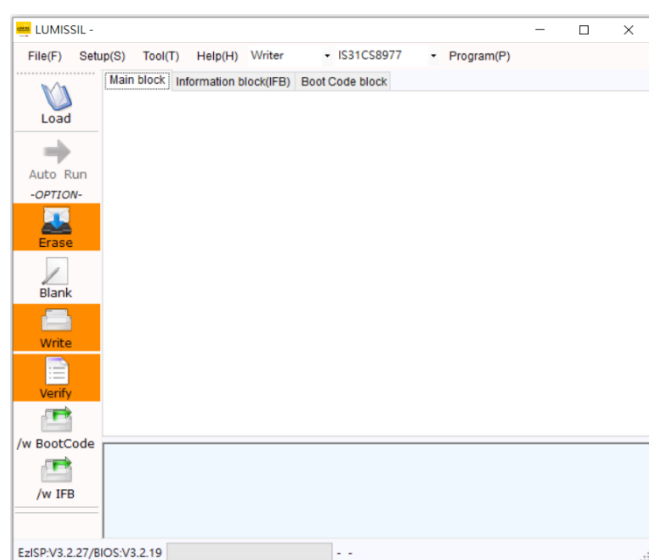 LUMISSIL -
File(F) Setup(S) Tool(T) Help(H) Writer IS31CS8977 Program(P)
Main block Information block(IFB) Boot Code block
Load
Auto Run
-OPTION-
Erase
Blank
Write
Verify
/w BootCode
/w IFB
EzISP:V3.2.27/BIOS:V3.2.19 - -